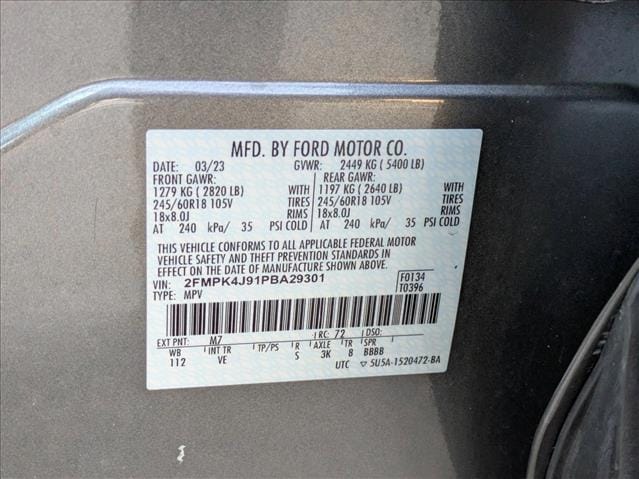 MFD. BY FORD MOTOR CO.
DATE: 03/23 GVWR: 2449 KG ( 5400 LB)
FRONT GAWR: REAR GAWR:
1279 KG ( 2820 LB) WITH 1197 KG ( 2640 LB) WITH
245/60R18 105V TIRES 245/60R18 105V TIRES
18x8.0J RIMS 18x8.0J RIMS
AT 240 kPa/ 35 PSI COLD AT 240 kPa/ 35 PSI COLD
THIS VEHICLE CONFORMS TO ALL APPLICABLE FEDERAL MOTOR
VEHICLE SAFETY AND THEFT PREVENTION STANDARDS IN
EFFECT ON THE DATE OF MANUFACTURE SHOWN ABOVE.
VIN: 2FMPK4J91PBA29301 F0134
TYPE: MPV T0396
EXT PNT: M7 RC: 72 DSO:
WB INT TR TP/PS R AXLE TR SPR
112 VE S 3K 8 BBBB
UTC 5U5A-1520472-BA